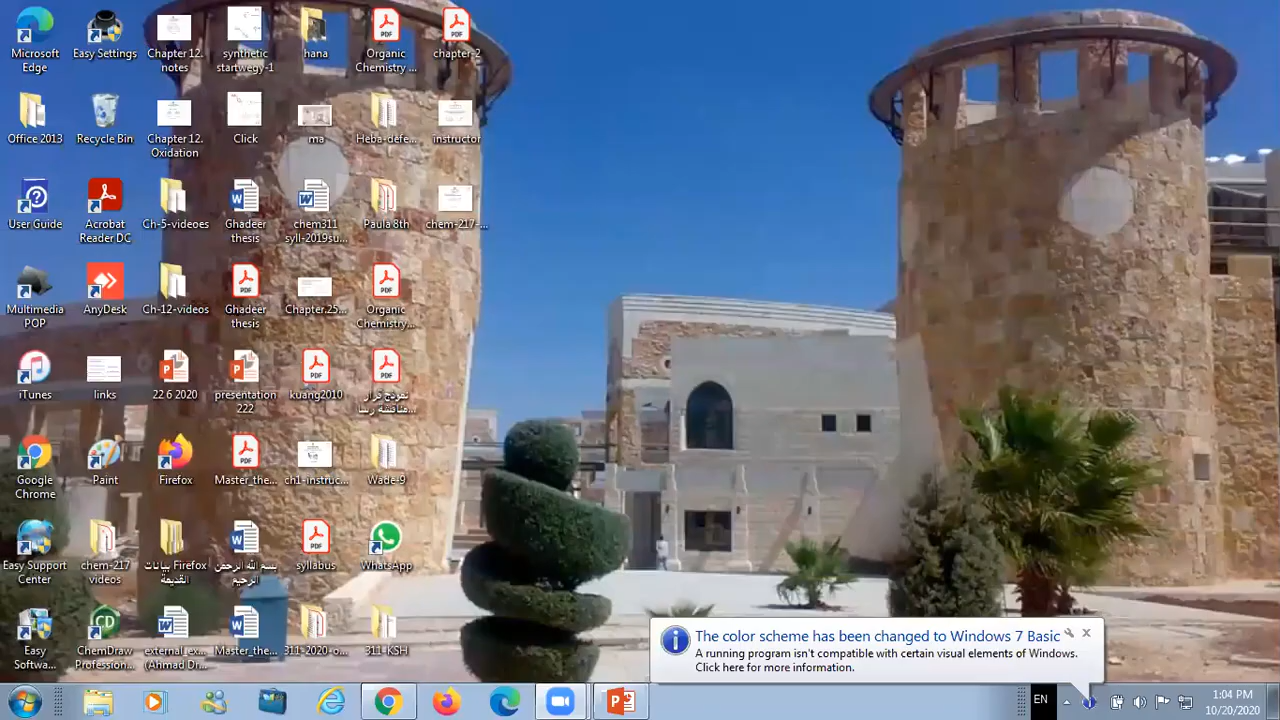 Microsoft
Edge
Easy Settings
Chapter 12.
notes
synthetic
startwegy-1
hana
Organic
Chemistry ...
chapter-2
Office 2013
Recycle Bin
Chapter 12.
Oxidation
Click
ma
Heba-defe...
instructor
User Guide
Acrobat
Reader DC
Ch-5-videoes
Ghadeer
thesis
chem311
syll-2019su...
Paula 8th
chem-217-...
Multimedia
POP
AnyDesk
Ch-12-videos
Ghadeer
thesis
Chapter.25...
Organic
Chemistry...
iTunes
links
22 6 2020
presentation
222
kuang2010
نموذج قرار
مناقشة رسا...
Google
Chrome
Paint
Firefox
Master_the...
ch1-instruc...
Wade-9
Easy Support
Center
chem-217
videos
بيانات Firefox
القديمة
بسم الله الرحمن
الرحيم
syllabus
WhatsApp
Easy
Softwa...
ChemDraw
Profession...
external_ex...
(Ahmad Dr...
Master_the...
311-2020-o...
311-KSH
The color scheme has been changed to Windows 7 Basic
A running program isn't compatible with certain visual elements of Windows.
Click here for more information.
EN
1:04 PM
10/20/2020